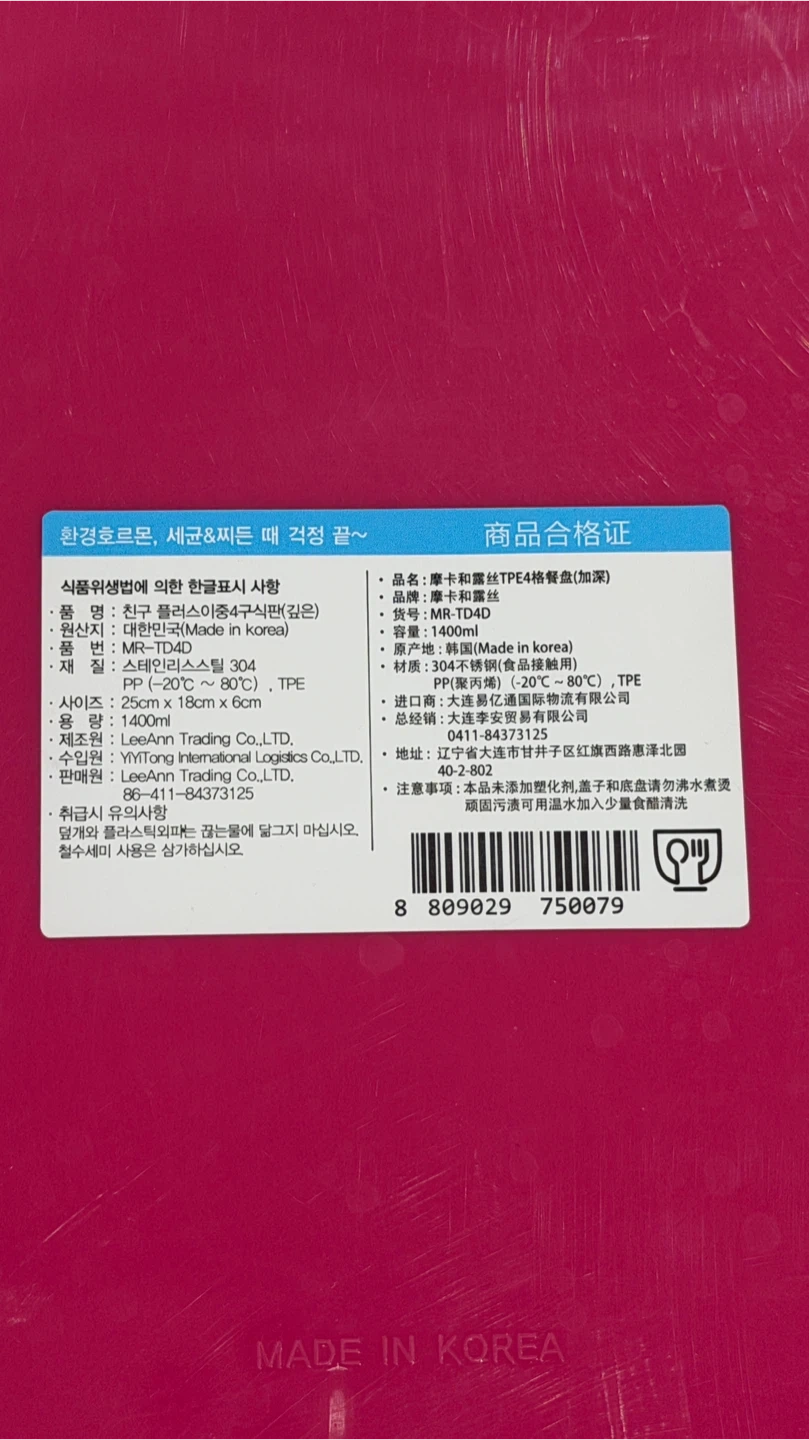 환경호르몬, 세균&찌든 때 걱정 끝~
식품위생법에 의한 한글표시 사항
· 품 명 : 친구 플러스이중4구식판(깊은)
· 원산지 : 대한민국(Made in korea)
· 품 번 : MR-TD4D
· 재 질 : 스테인리스스틸 304
PP (-20℃ ~ 80℃) , TPE
· 사이즈 : 25cm x 18cm x 6cm
· 용 량 : 1400ml
· 제조원 : LeeAnn Trading Co.,LTD.
· 수입원 : YiYiTong International Logistics Co.,LTD.
· 판매원 : LeeAnn Trading Co.,LTD.
86-411-84373125
· 취급시 유의사항
덮개와 플라스틱외피는 끊는물에 닮그지 마십시오.
철수세미 사용은 삼가하십시오.
商品合格证
· 品名 : 摩卡和露丝TPE4格餐盘(加深)
· 品牌 : 摩卡和露丝
· 货号 : MR-TD4D
· 容量 : 1400ml
· 原产地 : 韩国(Made in korea)
· 材质 : 304不锈钢(食品接触用)
PP(聚丙烯)（-20℃ ~ 80℃）, TPE
· 进口商 : 大连易亿通国际物流有限公司
· 总经销 : 大连李安贸易有限公司
0411-84373125
· 地址 : 辽宁省大连市甘井子区红旗西路惠泽北园
40-2-802
· 注意事项 : 本品未添加塑化剂,盖子和底盘请勿沸水煮烫
顽固污渍可用温水加入少量食醋清洗
8 809029 750079
MADE IN KOREA